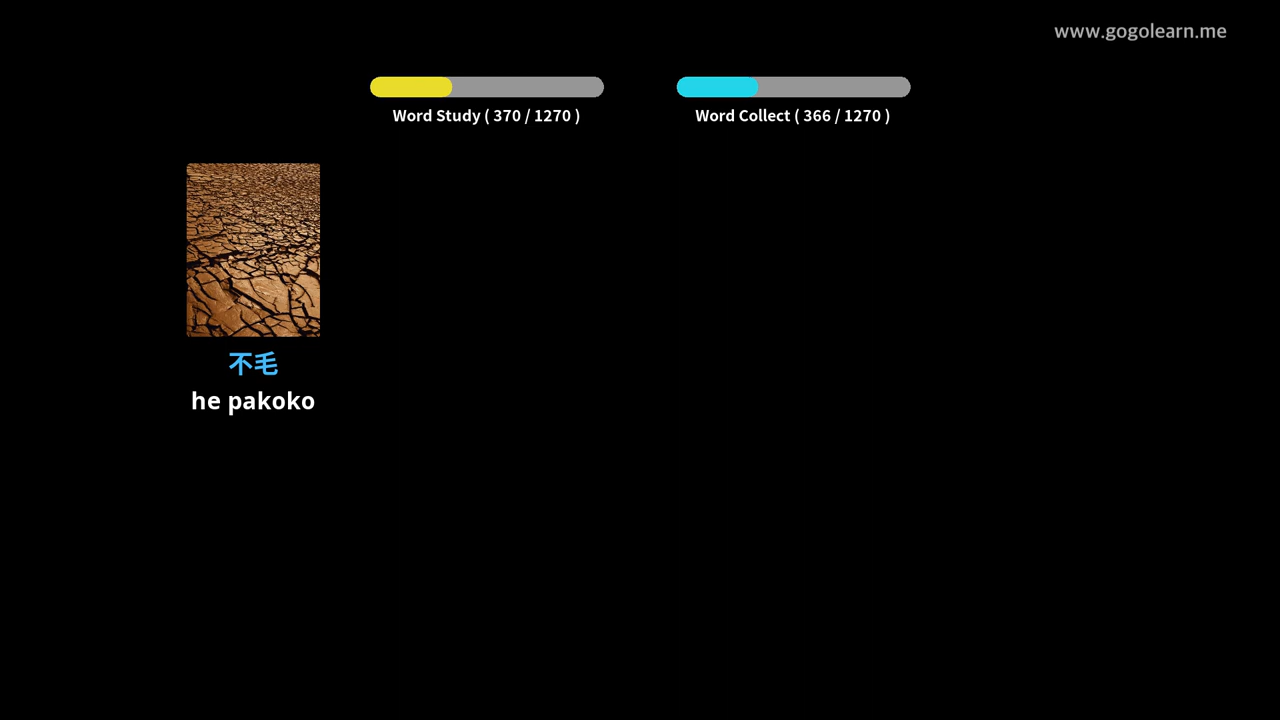 www.gogolearn.me
Word Study ( 370 / 1270 )
Word Collect ( 366 / 1270 )
不毛
he pakoko